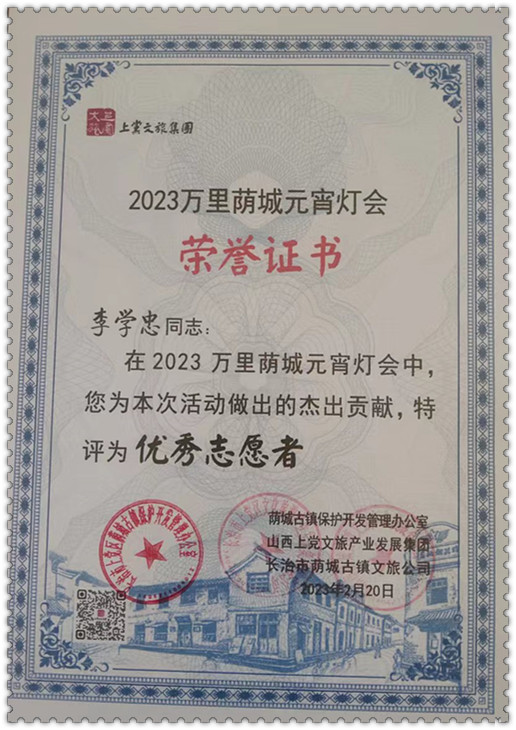 上党文旅集團
2023万里荫城元宵灯会
荣誉证书
李学忠同志：
在2023万里荫城元宵灯会中，
您为本次活动做出的杰出贡献，特
评为优秀志愿者
荫城古镇保护开发管理办公室
山西上党文旅产业发展集团
长治市荫城古镇文旅公司
2023年2月20日